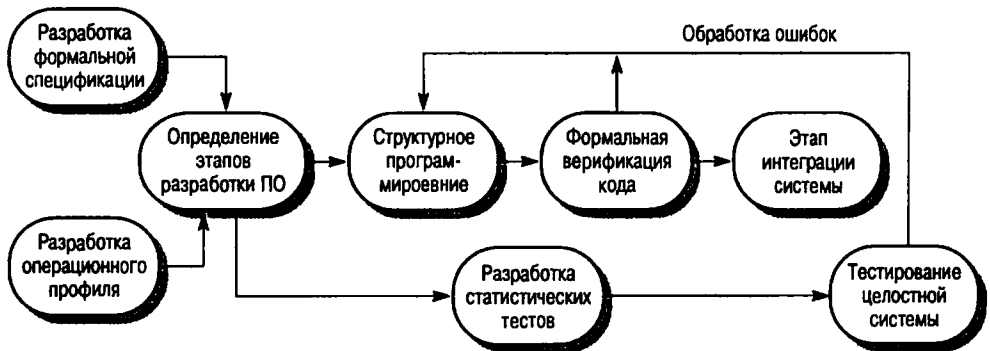 Разработка
формальной
спецификации
Обработка ошибок
Определение
этапов
разработки ПО
Структурное
програм-
мироевние
Формальная
верификация
кода
Этап
интеграции
системы
Разработка
операционного
профиля
Разработка
статистических
тестов
Тестирование
целостной
системы